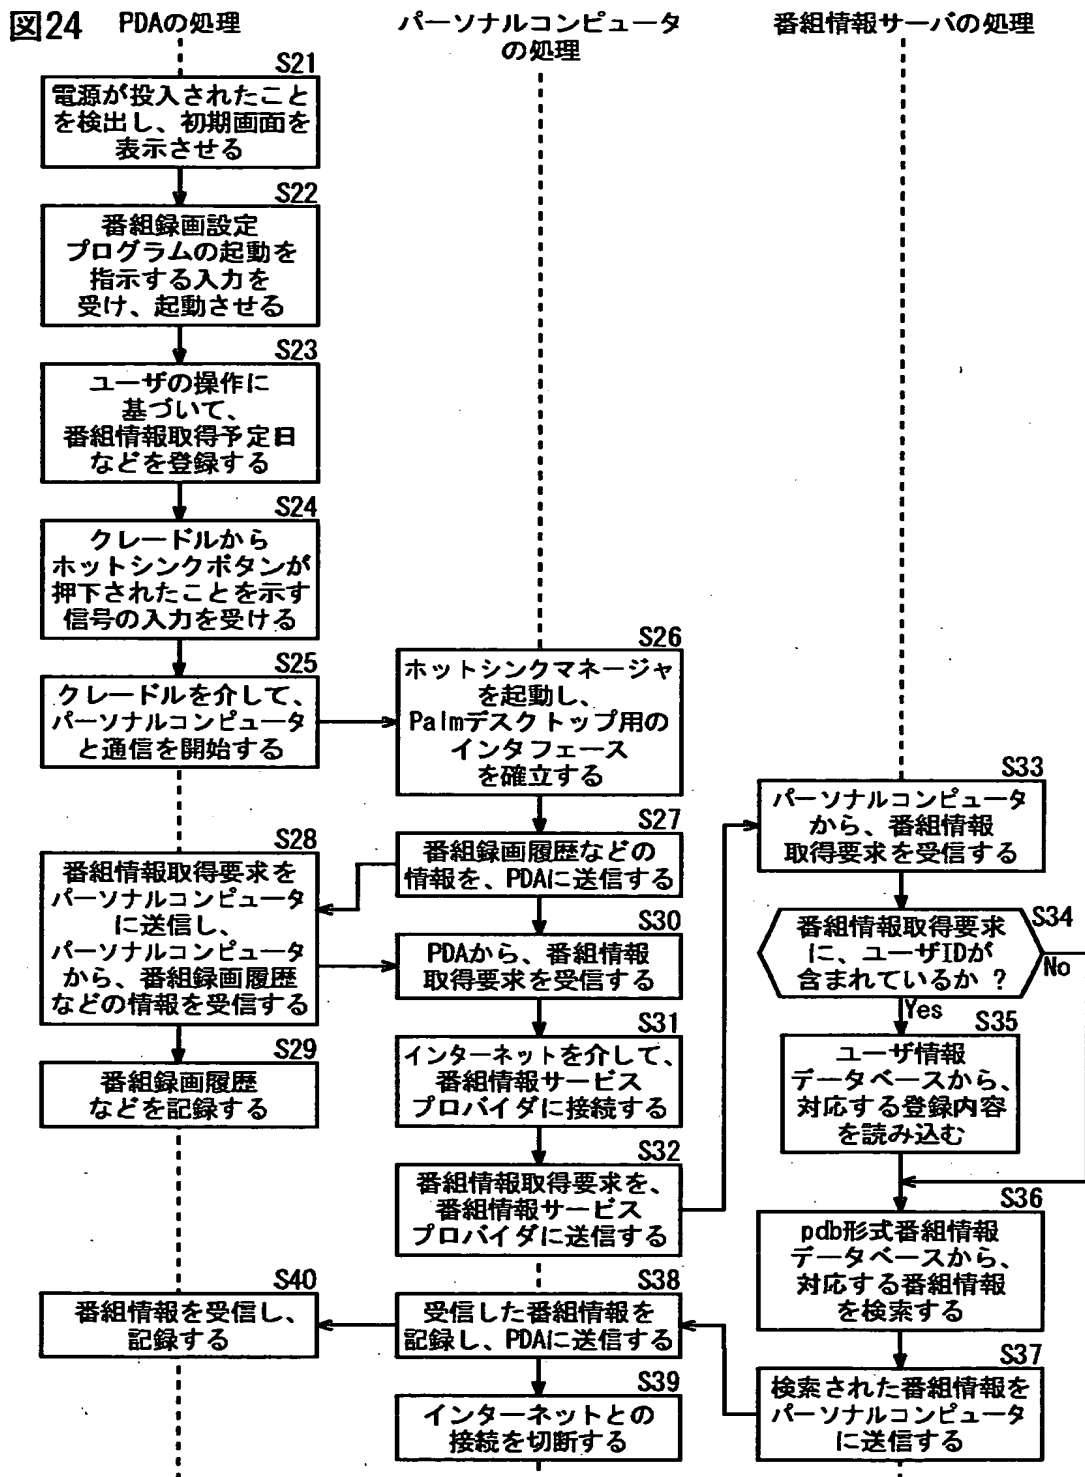 図24
PDAの処理
パーソナルコンピュータ
の処理
番組情報サーバの処理
S21
電源が投入されたこと
を検出し、初期画面を
表示させる
S22
番組録画設定
プログラムの起動を
指示する入力を
受け、起動させる
S23
ユーザの操作に
基づいて、
番組情報取得予定日
などを登録する
S24
クレードルから
ホットシンクボタンが
押下されたことを示す
信号の入力を受ける
S25
クレードルを介して、
パーソナルコンピュータ
と通信を開始する
S26
ホットシンクマネージャ
を起動し、
Palmデスクトップ用の
インタフェース
を確立する
S27
番組録画履歴などの
情報を、PDAに送信する
S28
番組情報取得要求を
パーソナルコンピュータ
に送信し、
パーソナルコンピュータ
から、番組録画履歴
などの情報を受信する
S29
番組録画履歴
などを記録する
S30
PDAから、番組情報
取得要求を受信する
S31
インターネットを介して、
番組情報サービス
プロバイダに接続する
S32
番組情報取得要求を、
番組情報サービス
プロバイダに送信する
S33
パーソナルコンピュータ
から、番組情報
取得要求を受信する
S34
番組情報取得要求
に、ユーザIDが
含まれているか ?
No
Yes
S35
ユーザ情報
データベースから、
対応する登録内容
を読み込む
S36
pdb形式番組情報
データベースから、
対応する番組情報
を検索する
S37
検索された番組情報を
パーソナルコンピュータ
に送信する
S38
受信した番組情報を
記録し、PDAに送信する
S39
インターネットとの
接続を切断する
S40
番組情報を受信し、
記録する